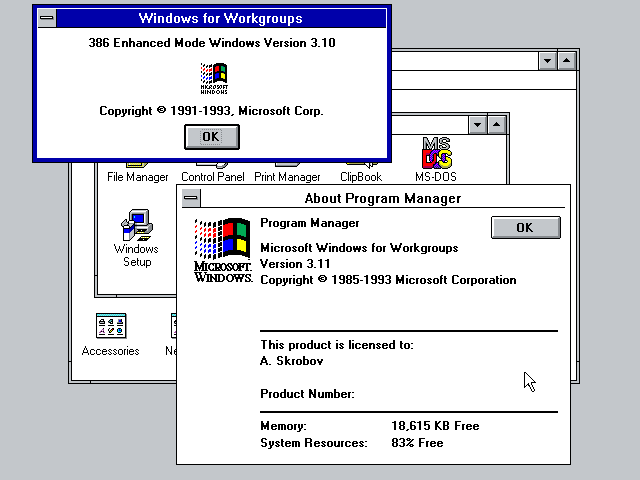 Windows for Workgroups
386 Enhanced Mode Windows Version 3.10
MICROSOFT
WINDOWS
Copyright © 1991-1993, Microsoft Corp.
OK
File Manager
Control Panel
Print Manager
ClipBook
MS-DOS
MS
DOS
Windows
Setup
Accessories
About Program Manager
MICROSOFT.
WINDOWS.
Program Manager
OK
Microsoft Windows for Workgroups
Version 3.11
Copyright © 1985-1993 Microsoft Corporation
This product is licensed to:
A. Skrobov
Product Number:
Memory: 18,615 KB Free
System Resources: 83% Free